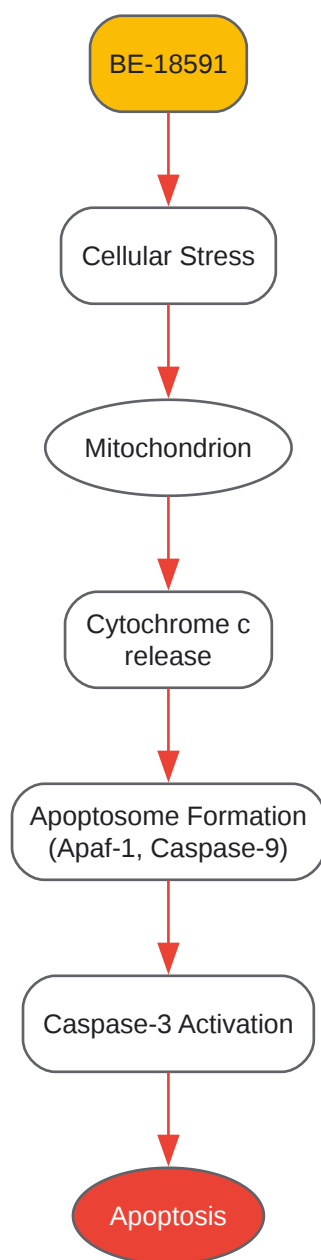 BE-18591
Cellular Stress
Mitochondrion
Cytochrome c
release
Apoptosome Formation
(Apaf-1, Caspase-9)
Caspase-3 Activation
Apoptosis